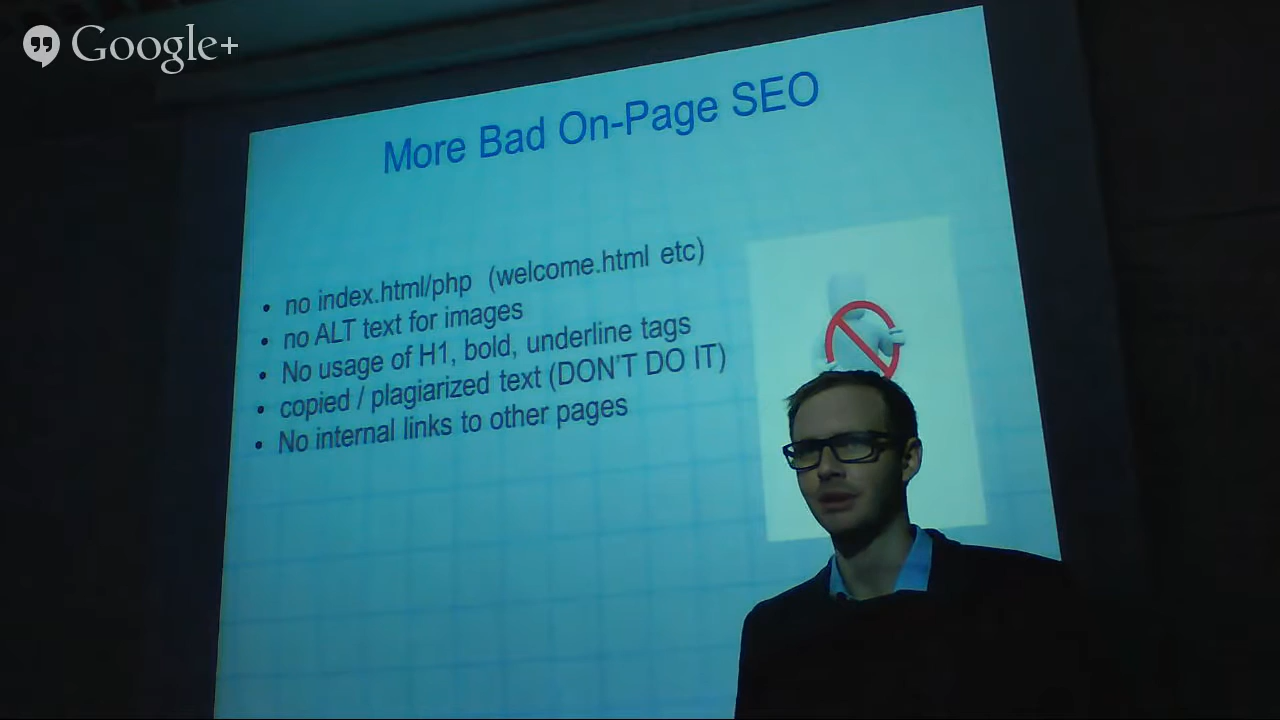 Google+
More Bad On-Page SEO
• no index.html/php (welcome.html etc)
• no ALT text for images
• No usage of H1, bold, underline tags
• copied / plagiarized text (DON'T DO IT)
• No internal links to other pages